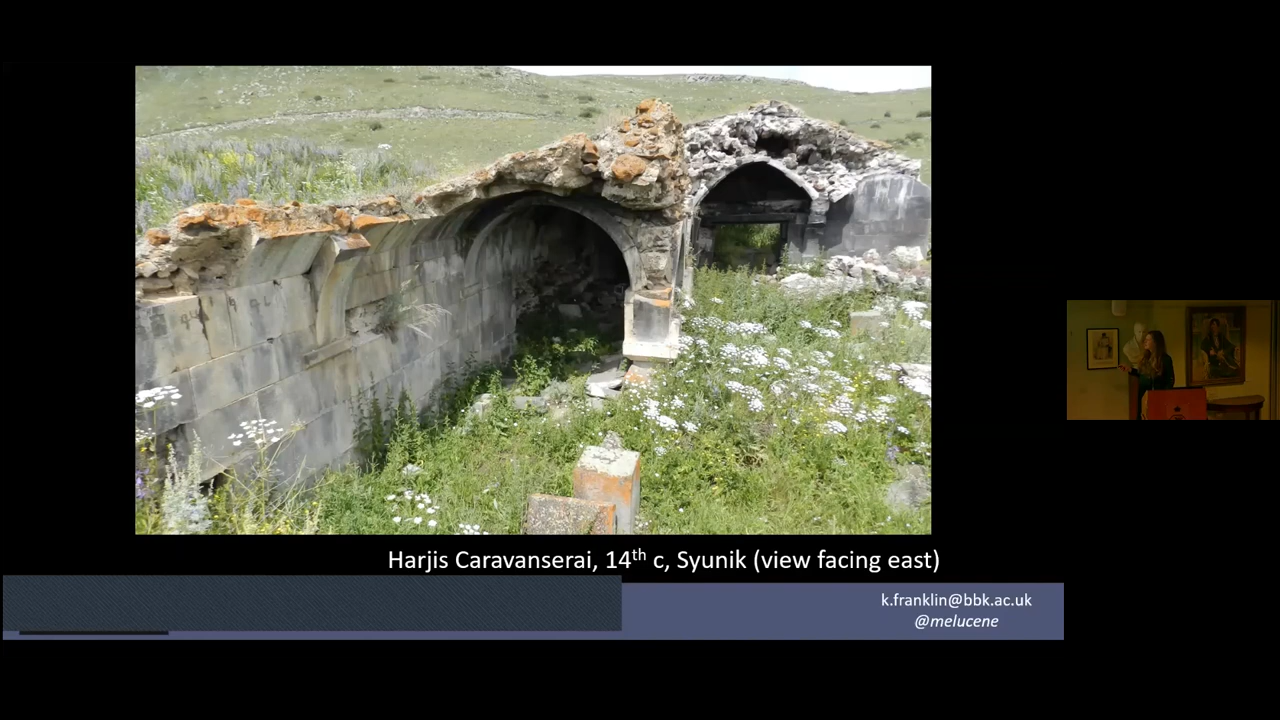 Harjis Caravanserai, 14th c, Syunik (view facing east)
k.franklin@bbk.ac.uk
@melucene